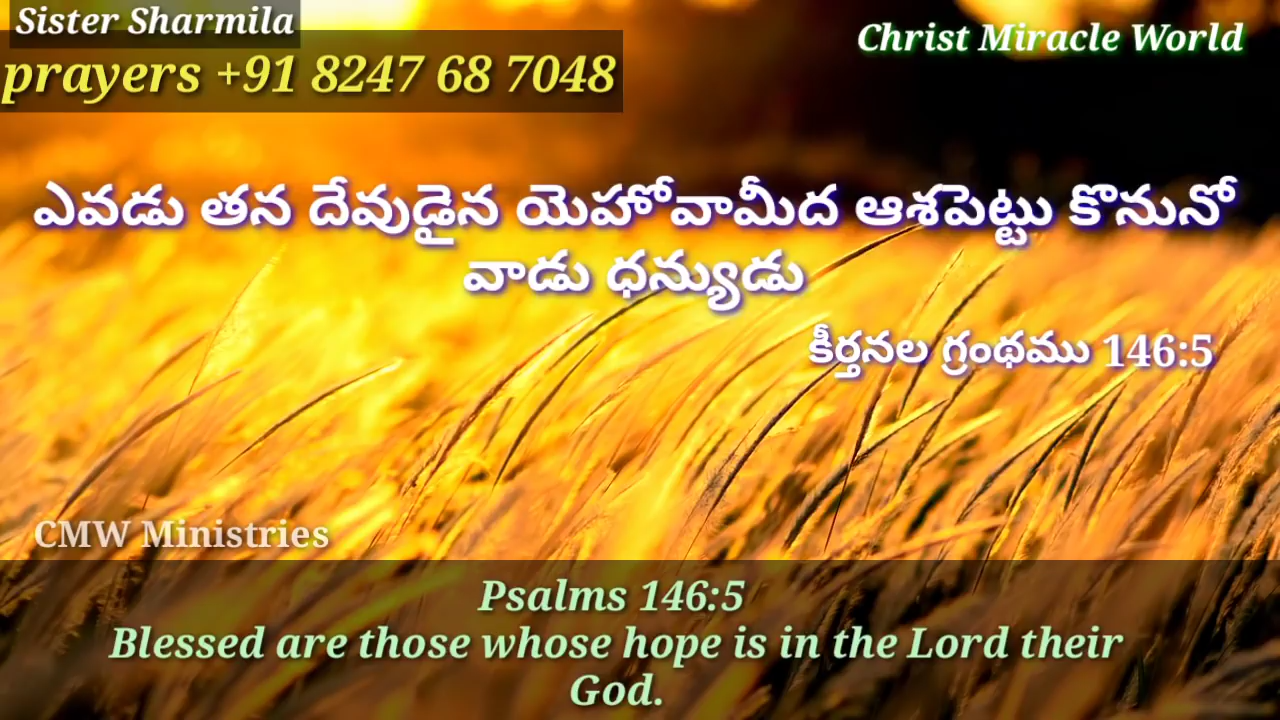 Sister Sharmila
Christ Miracle World
prayers +91 8247 68 7048
ఎవడు తన దేవుడైన యెహోవామీద ఆశపెట్టు కొనునో
వాడు ధన్యుడు
కీర్తనల గ్రంథము 146:5
CMW Ministries
Psalms 146:5
Blessed are those whose hope is in the Lord their
God.